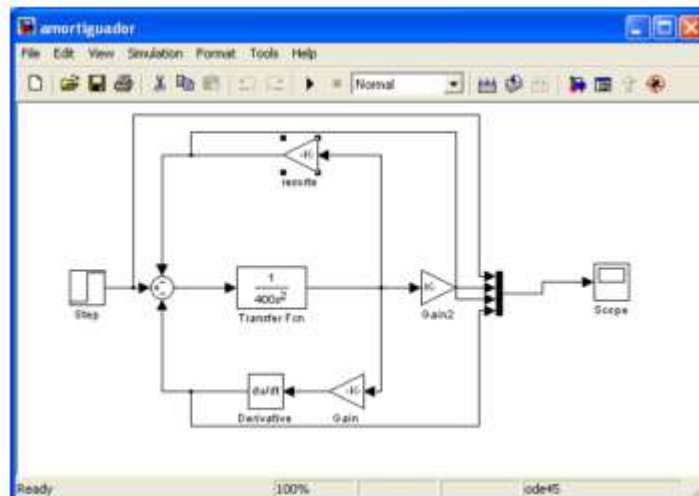 amortiguador
File Edit View Simulation Format Tools Help
Normal
-K-
resorte
Step
1
400s²
Transfer Fcn
-K-
Gain2
Scope
du/dt
Derivative
-K-
Gain
Ready 100% ode45